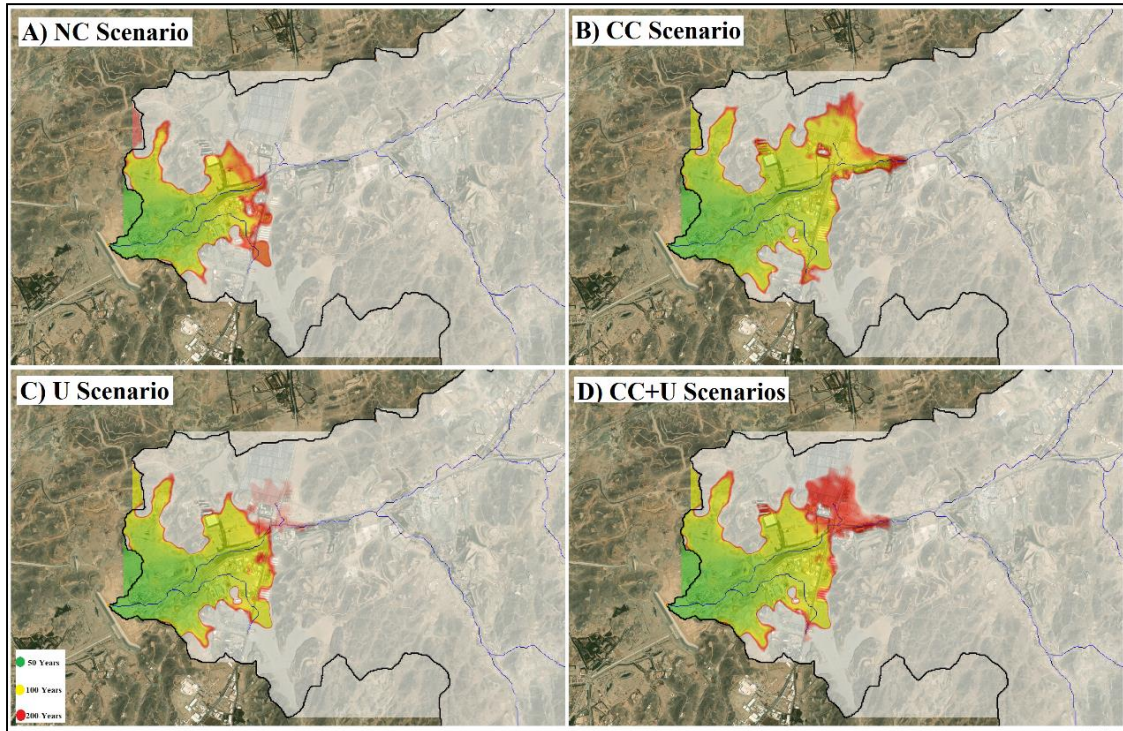 A) NC Scenario
B) CC Scenario
C) U Scenario
D) CC+U Scenarios
50 Years
100 Years
200 Years